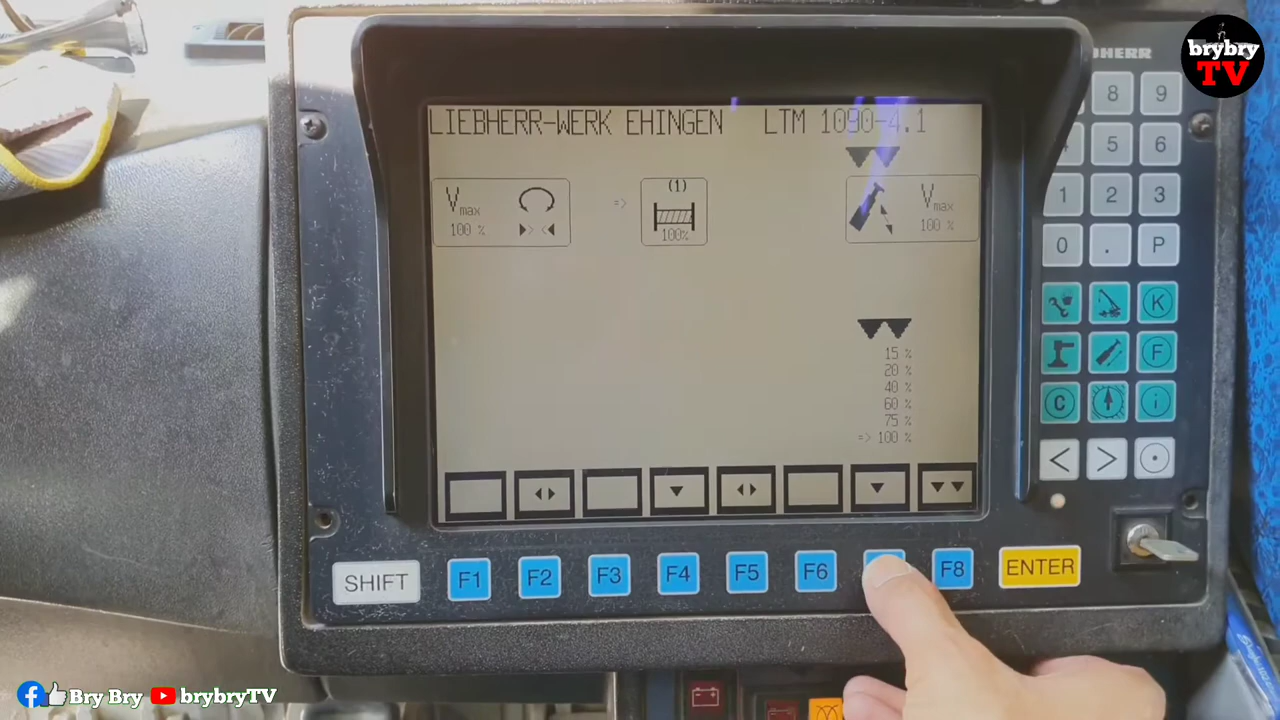 brybry
TV
HERR
LIEBHERR-WERK EHINGEN LTM 1090-4.1
Vmax
100 %
=>
(1)
100%
Vmax
100 %
15 %
20 %
40 %
60 %
75 %
=> 100 %
8 9
5 6
1 2 3
0 . P
K
F
C i
< >
SHIFT F1 F2 F3 F4 F5 F6 F8 ENTER
Bry Bry brybryTV